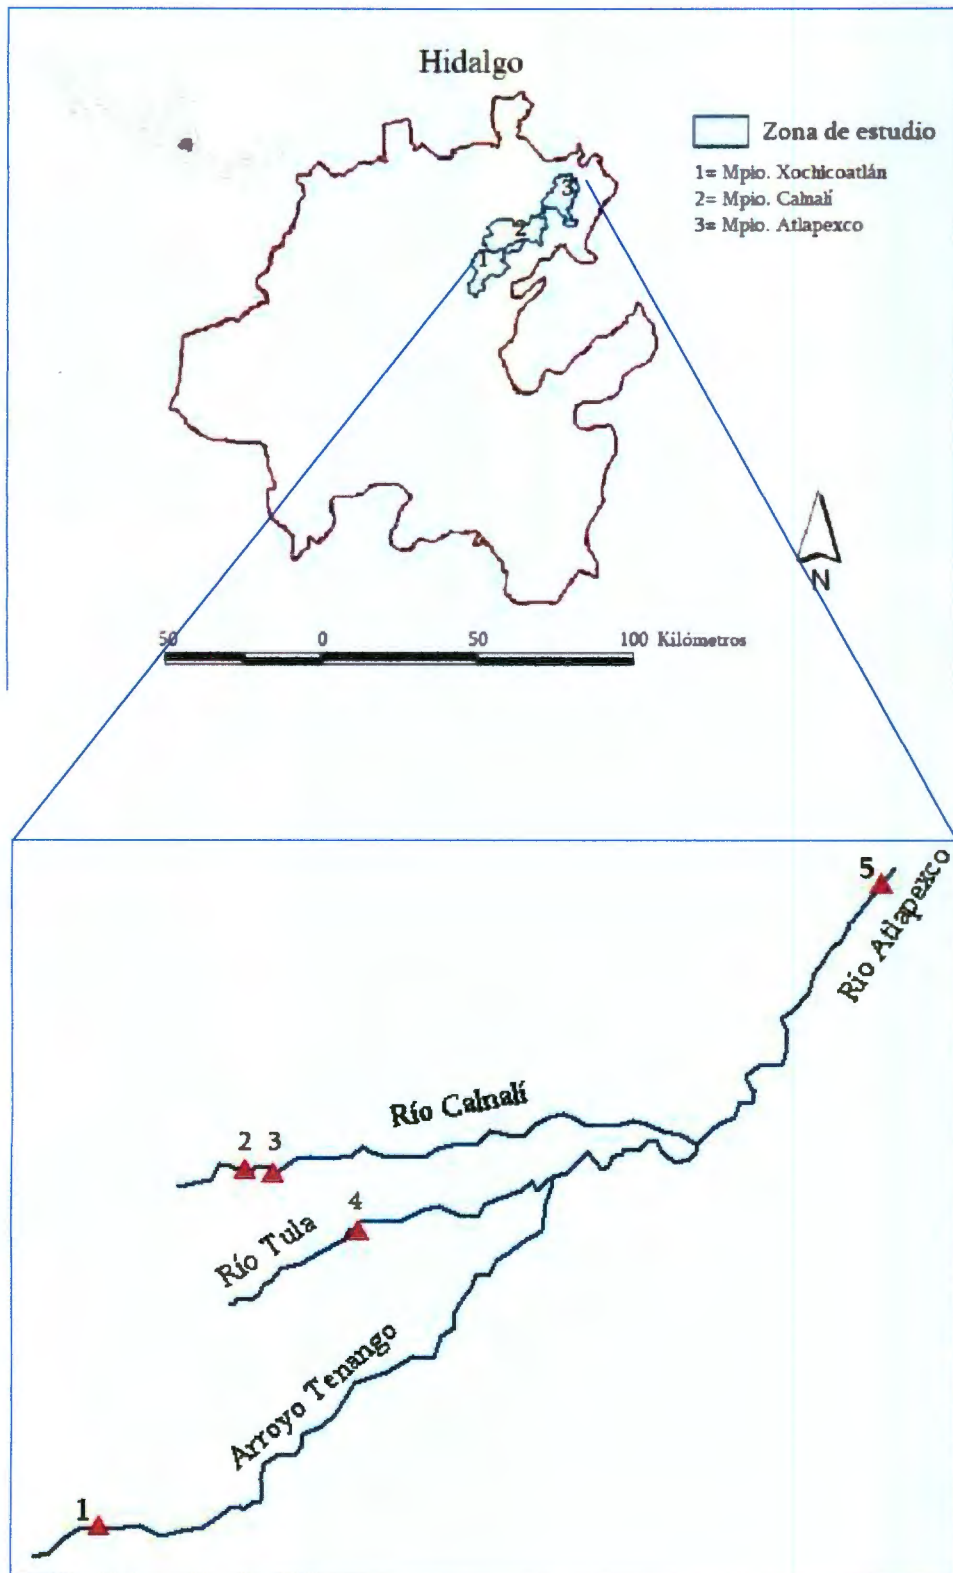 Hidalgo
Zona de estudio
1= Mpio. Xochicoatlán
2= Mpio. Calnalí
3= Mpio. Atlapexco
3
2
1
N
50 0 50 100 Kilómetros
5
Río Atlapexco
Río Calnalí
2 3
4
Río Tula
Arroyo Tenango
1